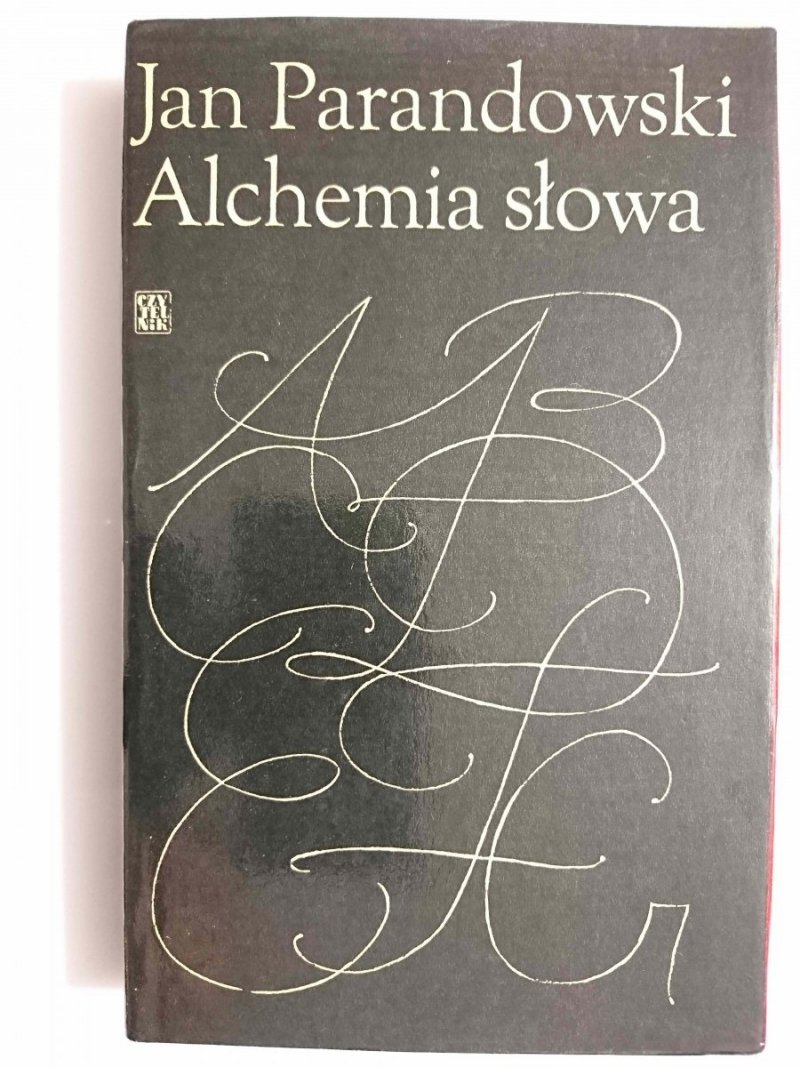 Jan Parandowski
Alchemia słowa
CZY
TEL
NiK
A B
C D
E F G